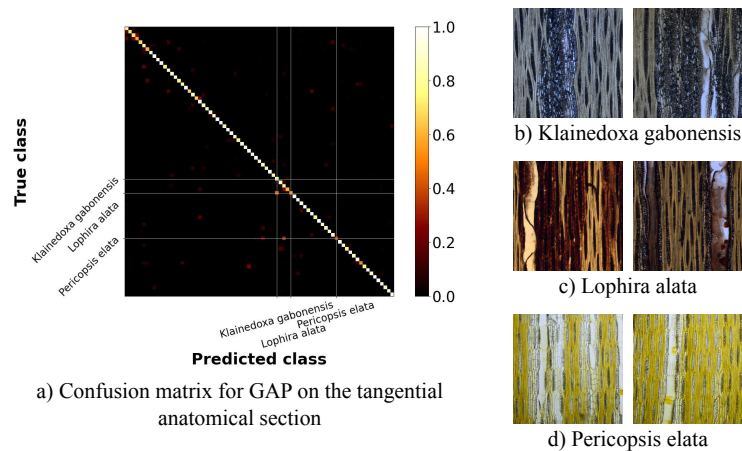 1.0
0.8
0.6
0.4
0.2
0.0
True class
Klainedoxa gabonensis
Lophira alata
Pericopsis elata
Klainedoxa gabonensis
Pericopsis elata
Lophira alata
Predicted class
a) Confusion matrix for GAP on the tangential
anatomical section
b) Klainedoxa gabonensis
c) Lophira alata
d) Pericopsis elata